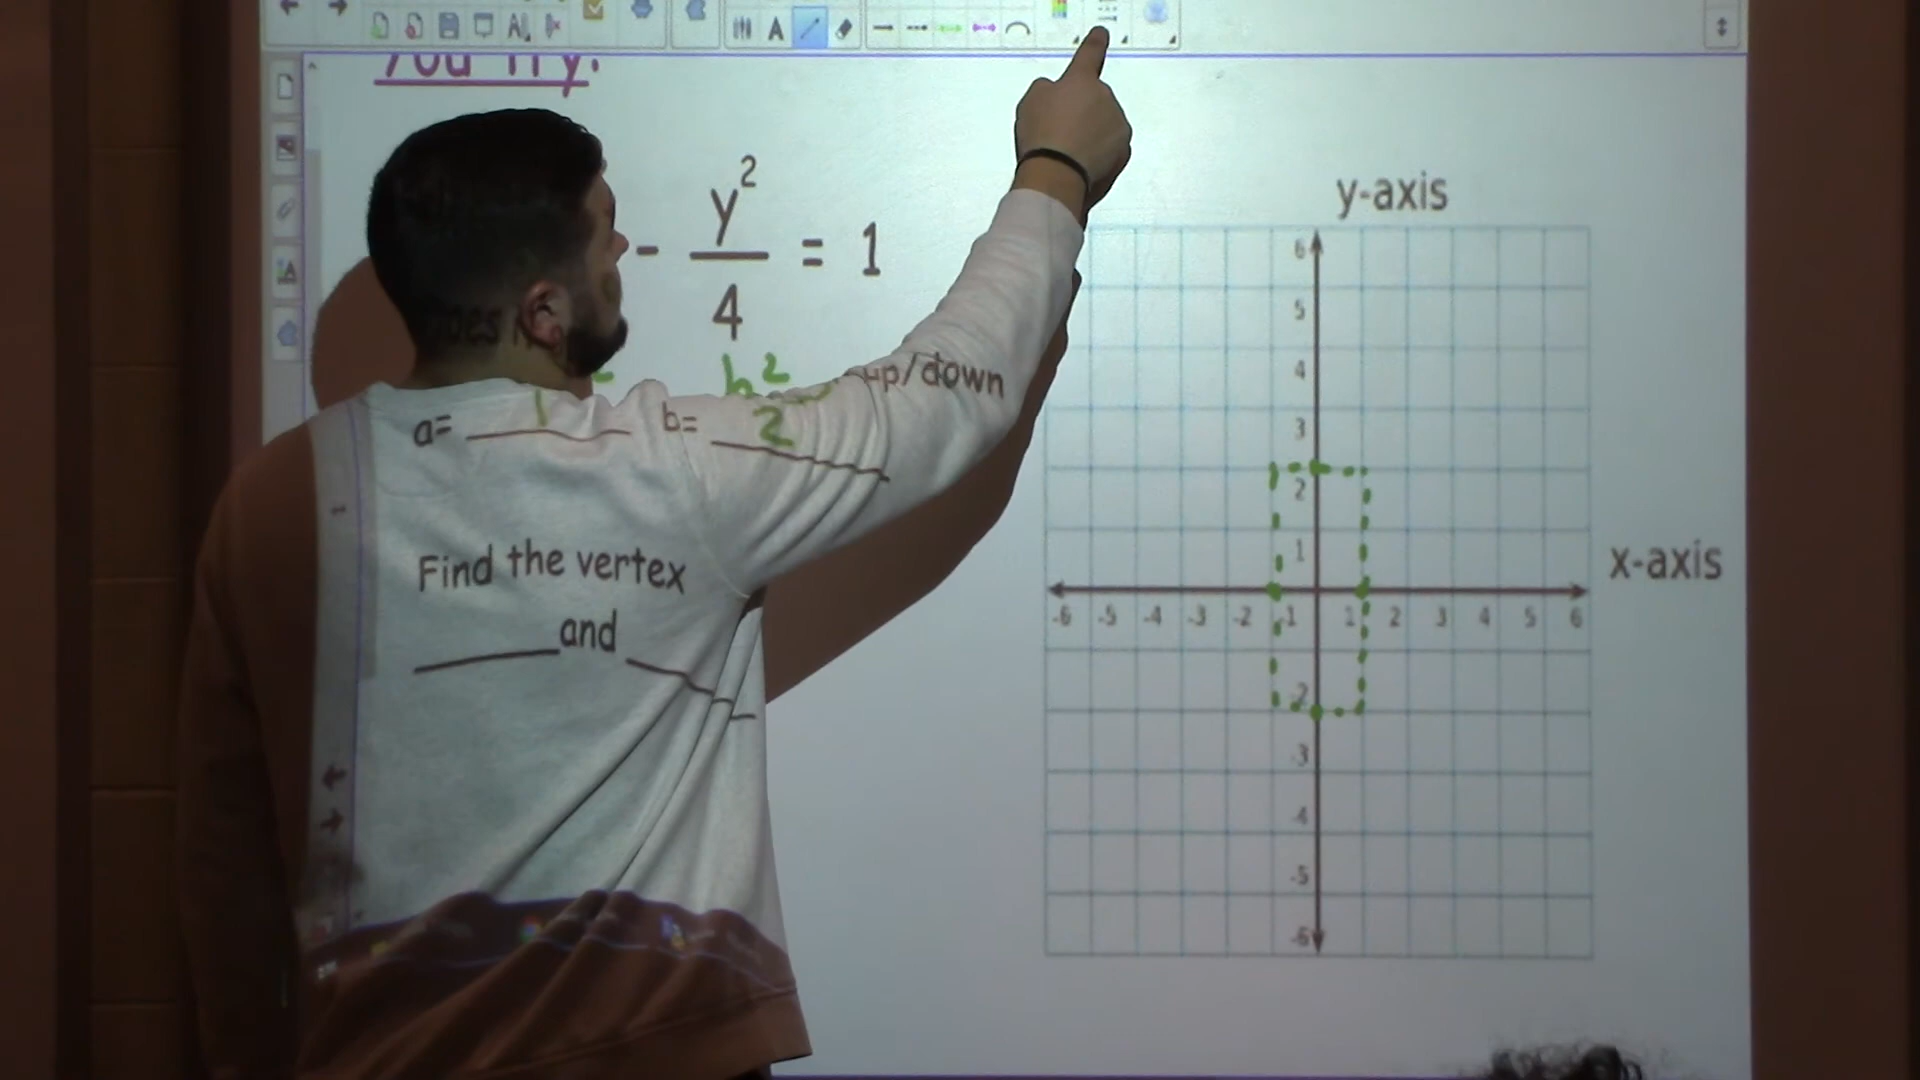 You Try:
- y² / 4 = 1
b²
up/down
a= 1 b= 2
Find the vertex
and
y-axis
6
5
4
3
2
1
x-axis
-6 -5 -4 -3 -2 -1 1 2 3 4 5 6
-2
-3
-4
-5
-6